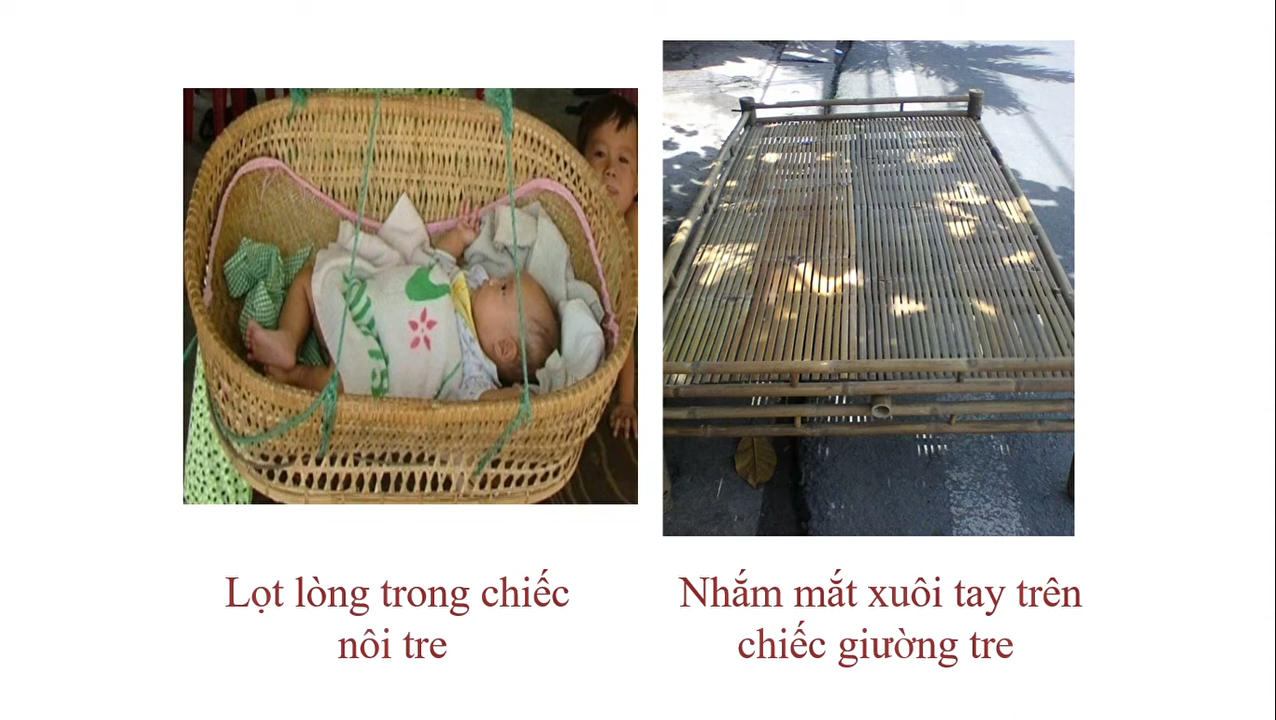 Lọt lòng trong chiếc
nôi tre
Nhắm mắt xuôi tay trên
chiếc giường tre